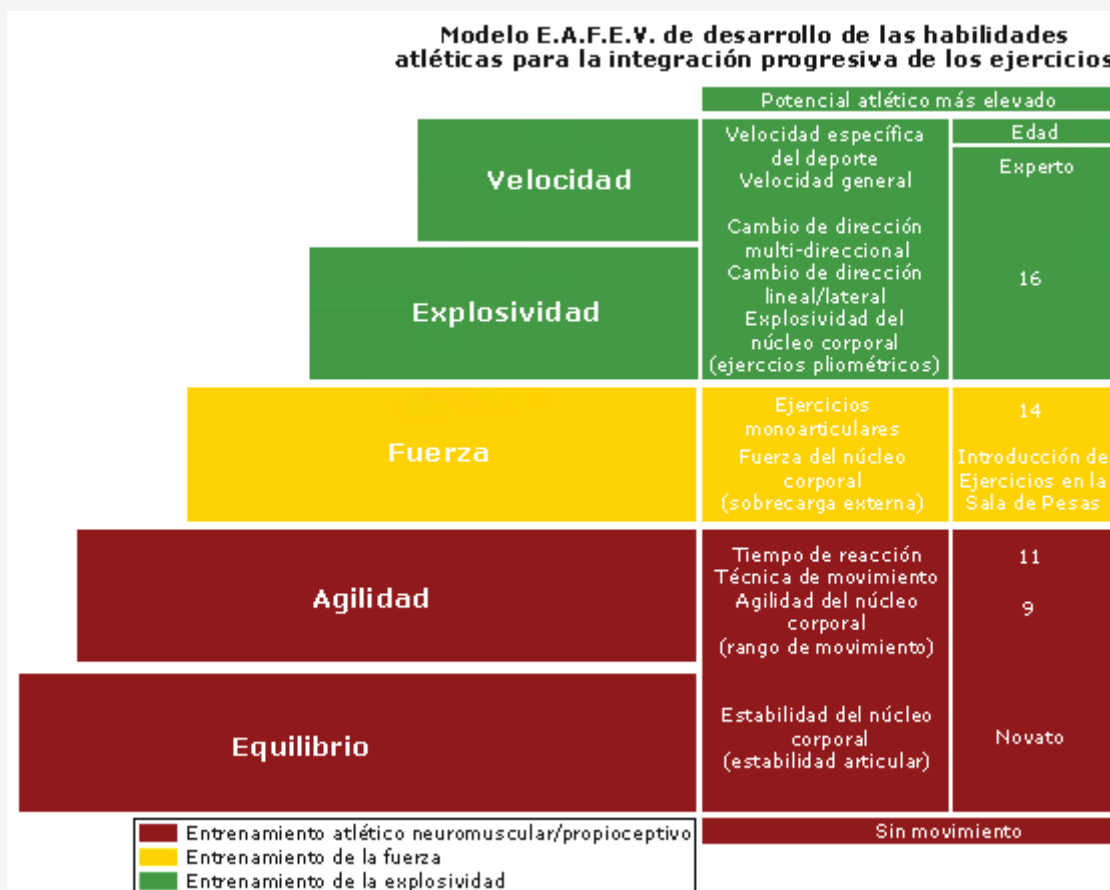 Modelo E.A.F.E.V. de desarrollo de las habilidades
atléticas para la integración progresiva de los ejercicios
Potencial atlético más elevado
Velocidad
Velocidad específica
del deporte
Velocidad general
Edad
Experto
Explosividad
Cambio de dirección
multi-direccional
Cambio de dirección
lineal/lateral
Explosividad del
núcleo corporal
(ejerccios pliométricos)
16
Fuerza
Ejercicios
monoarticulares
Fuerza del núcleo
corporal
(sobrecarga externa)
14
Introducción de
Ejercicios en la
Sala de Pesas
Agilidad
Tiempo de reacción
Técnica de movimiento
Agilidad del núcleo
corporal
(rango de movimiento)
11
9
Equilibrio
Estabilidad del núcleo
corporal
(estabilidad articular)
Novato
Sin movimiento
Entrenamiento atlético neuromuscular/propioceptivo
Entrenamiento de la fuerza
Entrenamiento de la explosividad